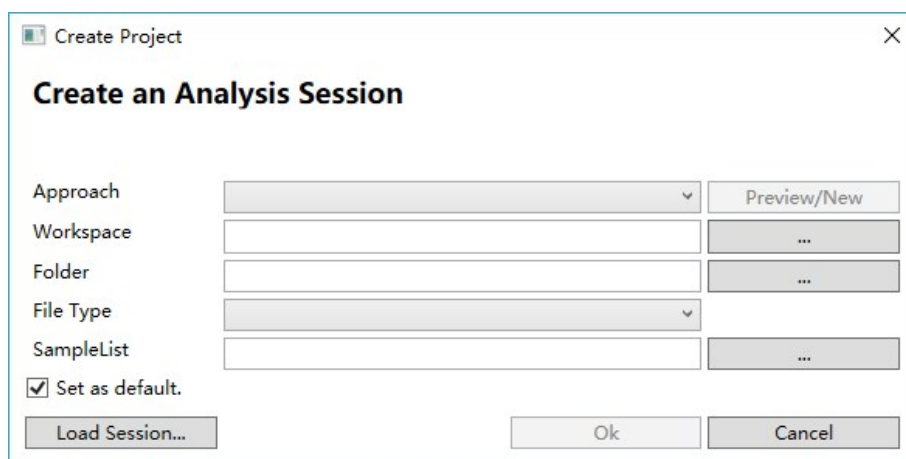 Create Project
Create an Analysis Session
Approach
Preview/New
Workspace
...
Folder
...
File Type
SampleList
...
Set as default.
Load Session...
Ok
Cancel